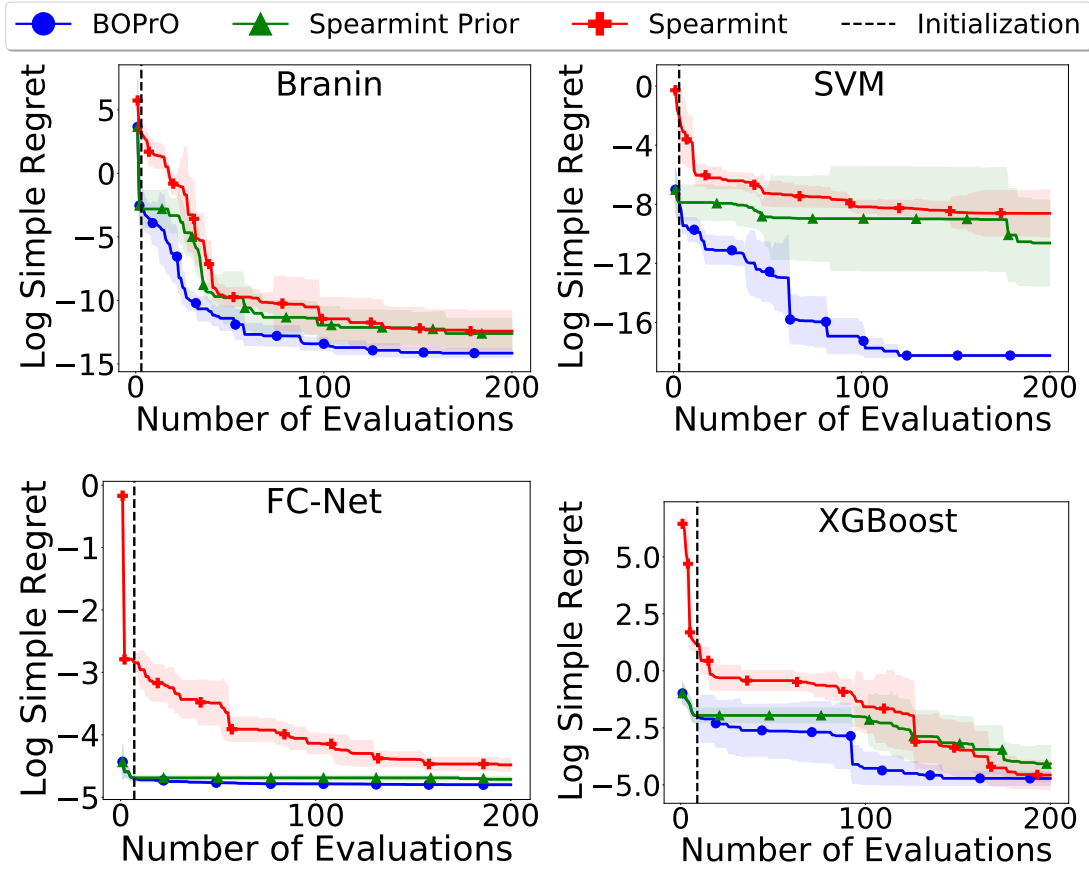 BOPrO Spearmint Prior Spearmint Initialization
Branin
Log Simple Regret
5
0
−5
−10
−15
0 100 200
Number of Evaluations
SVM
Log Simple Regret
0
−4
−8
−12
−16
0 100 200
Number of Evaluations
FC-Net
Log Simple Regret
0
−1
−2
−3
−4
−5
0 100 200
Number of Evaluations
XGBoost
Log Simple Regret
5.0
2.5
0.0
−2.5
−5.0
0 100 200
Number of Evaluations